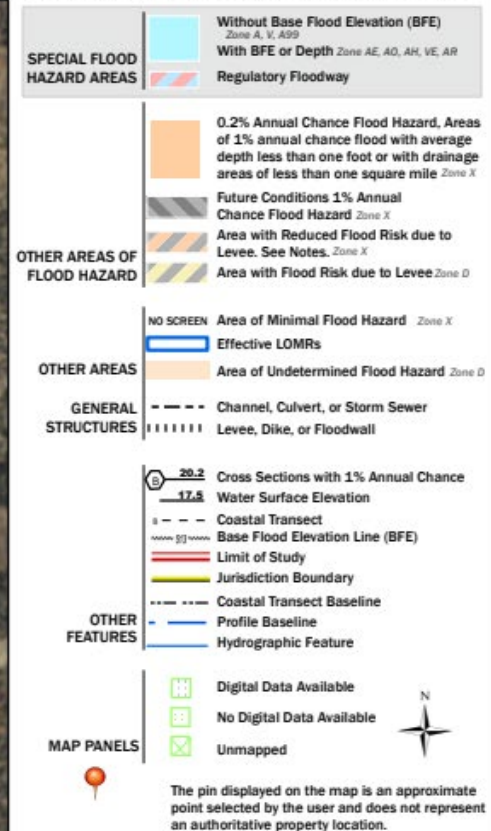 SPECIAL FLOOD
HAZARD AREAS
Without Base Flood Elevation (BFE)
Zone A, V, A99
With BFE or Depth Zone AE, AO, AH, VE, AR
Regulatory Floodway
OTHER AREAS OF
FLOOD HAZARD
0.2% Annual Chance Flood Hazard, Areas
of 1% annual chance flood with average
depth less than one foot or with drainage
areas of less than one square mile Zone X
Future Conditions 1% Annual
Chance Flood Hazard Zone X
Area with Reduced Flood Risk due to
Levee. See Notes. Zone X
Area with Flood Risk due to Levee Zone D
OTHER AREAS
NO SCREEN Area of Minimal Flood Hazard Zone X
Effective LOMRs
Area of Undetermined Flood Hazard Zone D
GENERAL
STRUCTURES
Channel, Culvert, or Storm Sewer
Levee, Dike, or Floodwall
OTHER
FEATURES
B 20.2 Cross Sections with 1% Annual Chance
17.5 Water Surface Elevation
8 Coastal Transect
513 Base Flood Elevation Line (BFE)
Limit of Study
Jurisdiction Boundary
Coastal Transect Baseline
Profile Baseline
Hydrographic Feature
MAP PANELS
Digital Data Available
No Digital Data Available
Unmapped
N
The pin displayed on the map is an approximate
point selected by the user and does not represent
an authoritative property location.